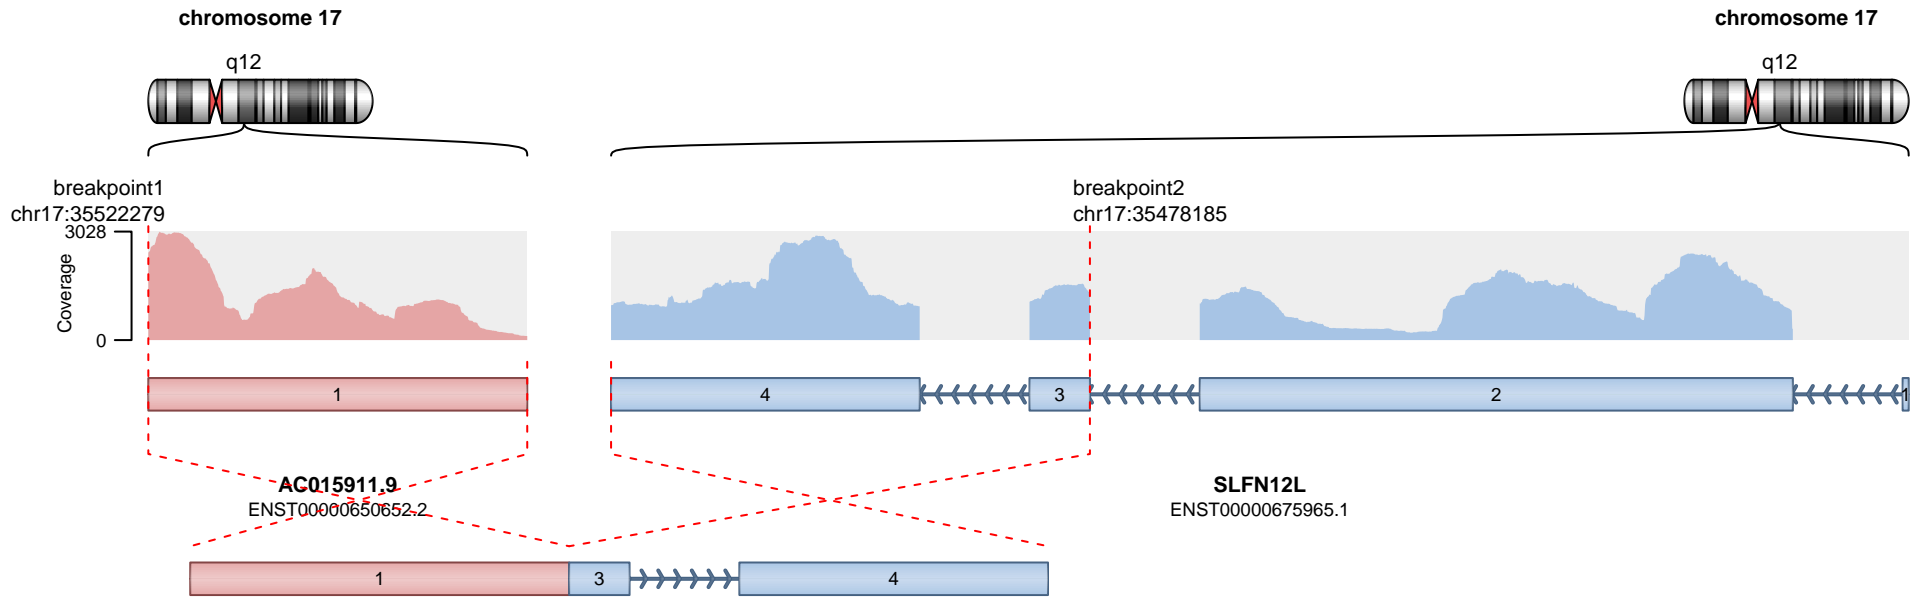 chromosome 17
chromosome 17
q12
q12
breakpoint1
chr17:35522279
breakpoint2
chr17:35478185
3028
Coverage
0
1
4
3
2
1
AC015911.9
ENST00000650652.2
SLFN12L
ENST00000675965.1
1
3
4